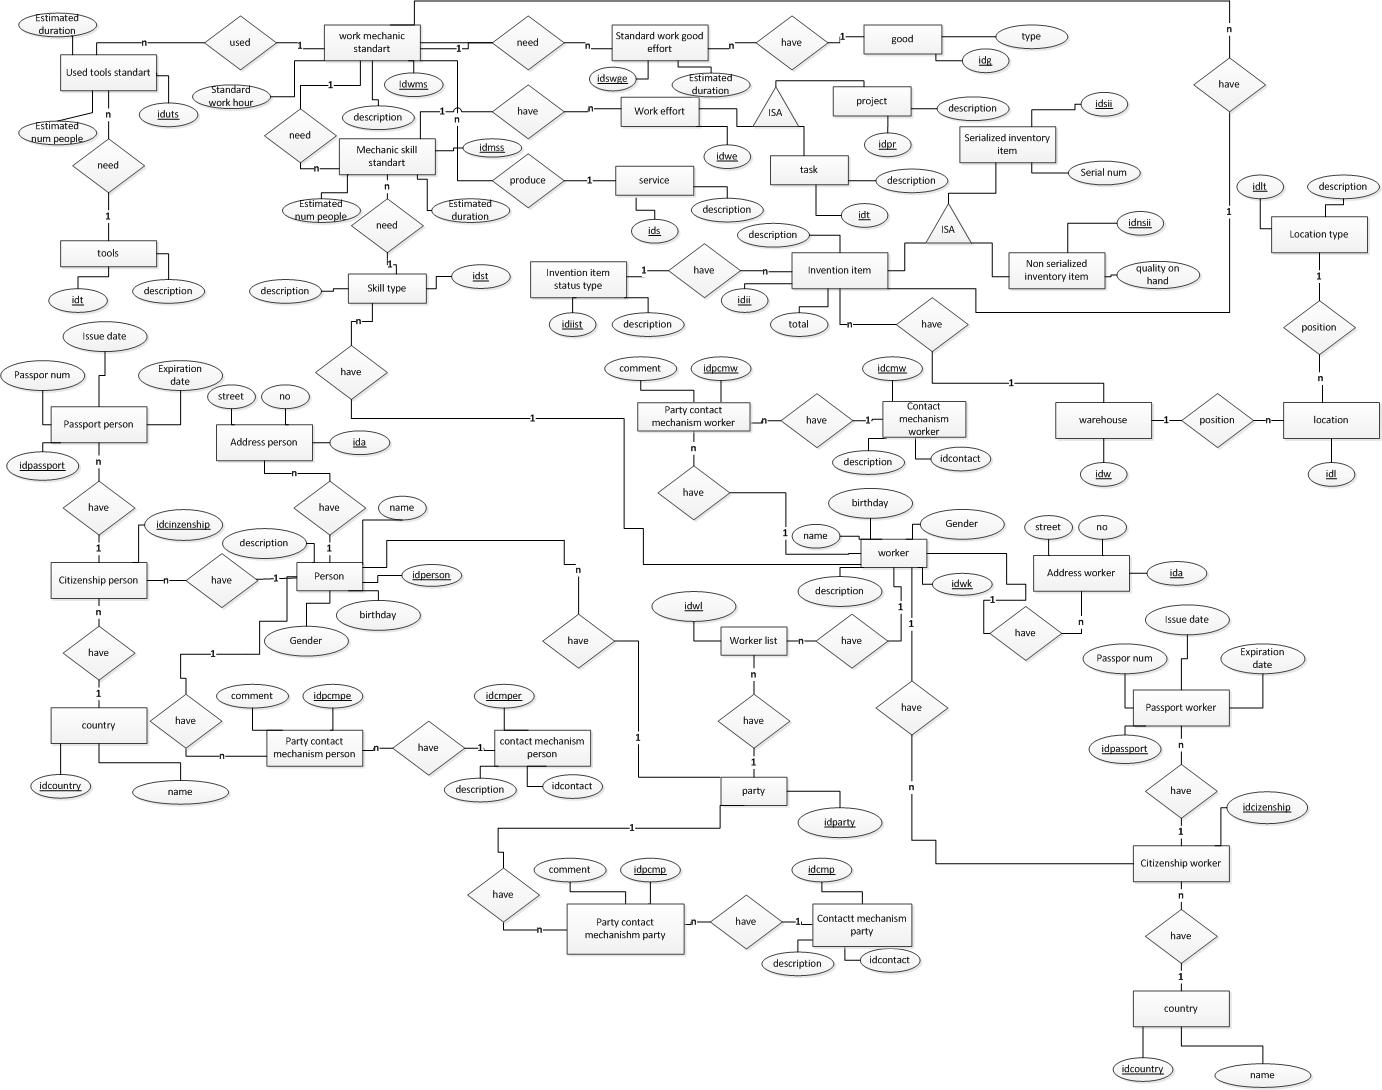 Estimated
duration
Used tools standart
n
used
1
work mechanic
standart
1
need
n
Standard work good
effort
n
have
1
good
type
idg
n
have
1
Standard
work hour
Idwms
idswge
Estimated
duration
iduts
Estimated
num people
n
need
1
tools
idt
description
1
need
n
description
Mechanic skill
standart
idmss
1
have
n
Work effort
idwe
ISA
project
description
idpr
task
description
idt
n
produce
1
service
description
ids
Estimated
num people
Estimated
duration
n
need
1
Skill type
idst
description
n
have
1
Serialized inventory
item
idsii
Serial num
ISA
idnsii
Non serialized
inventory item
quality on
hand
idlt
description
Location type
1
position
n
location
idl
description
Invention item
idii
total
n
have
1
Invention item
status type
idiist
description
n
have
1
warehouse
idw
1
position
n
Issue date
Passpor num
Expiration
date
Passport person
idpassport
n
have
1
street
no
Address person
ida
n
have
1
comment
idpcmw
Party contact
mechanism worker
n
have
1
idcmw
Contact
mechanism
worker
description
idcontact
n
have
1
idcinzenship
Citizenship person
n
have
1
description
Person
name
idperson
birthday
Gender
n
have
1
country
idcountry
name
1
have
n
comment
idpcmpe
Party contact
mechanism person
n
have
1
idcmper
contact mechanism
person
description
idcontact
n
have
1
birthday
name
Gender
worker
description
idwk
street
no
Address worker
ida
1
have
n
idwl
Worker list
n
have
1
n
have
1
party
idparty
1
have
n
1
have
n
comment
idpcmp
Party contact
mechanishm party
n
have
1
idcmp
Contactt mechanism
party
description
idcontact
Issue date
Passpor num
Expiration
date
Passport worker
idpassport
n
have
1
idcizenship
Citizenship worker
n
have
1
country
idcountry
name